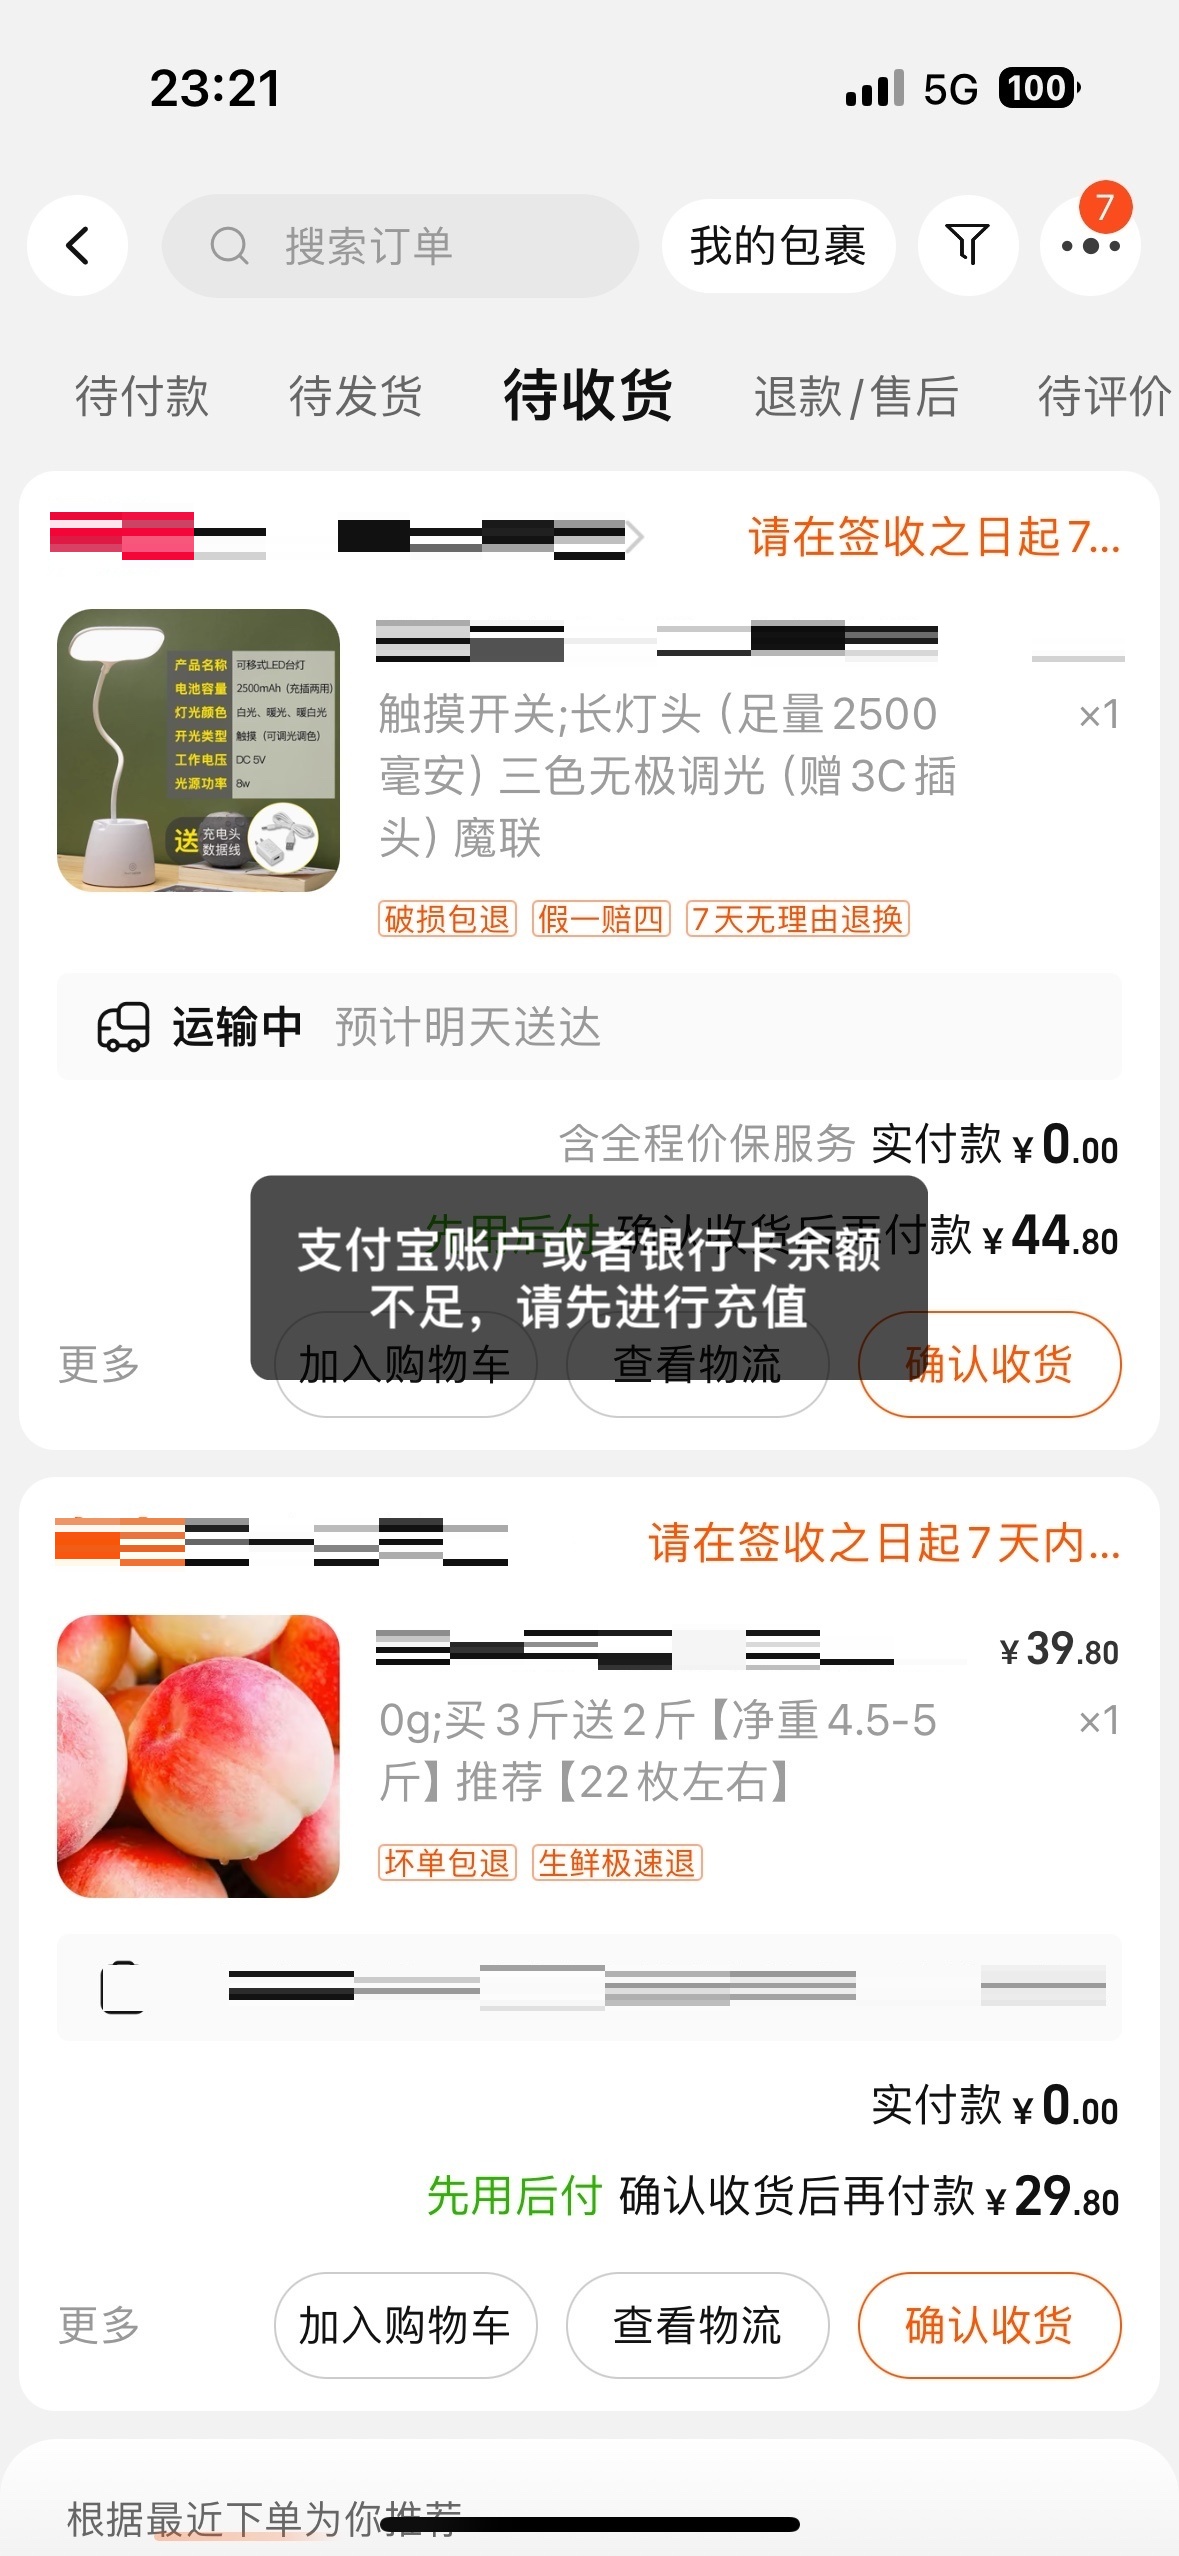 23:21
5G 100
搜索订单
我的包裹
7
待付款 待发货 待收货 退款/售后 待评价
请在签收之日起7...
产品名称 可移式LED台灯
电池容量 2500mAh (充插两用)
灯光颜色 白光、暖光、暖白光
开光类型 触摸 (可调光调色)
工作电压 DC 5V
光源功率 8w
送 充电头
数据线
触摸开关;长灯头（足量2500
毫安）三色无极调光（赠3C插
头）魔联
×1
破损包退 假一赔四 7天无理由退换
运输中 预计明天送达
含全程价保服务 实付款 ¥0.00
先用后付 确认收货后再付款 ¥44.80
支付宝账户或者银行卡余额
不足，请先进行充值
更多 加入购物车 查看物流 确认收货
请在签收之日起7天内...
¥39.80
0g;买3斤送2斤【净重4.5-5
斤】推荐【22枚左右】
×1
坏单包退 生鲜极速退
实付款 ¥0.00
先用后付 确认收货后再付款 ¥29.80
更多 加入购物车 查看物流 确认收货
根据最近下单为你推荐